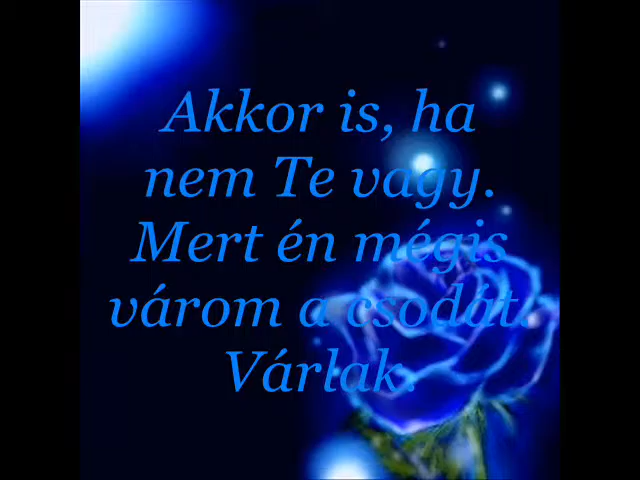 Akkor is, ha
nem Te vagy.
Mert én mégis
várom a csodát.
Várlak.